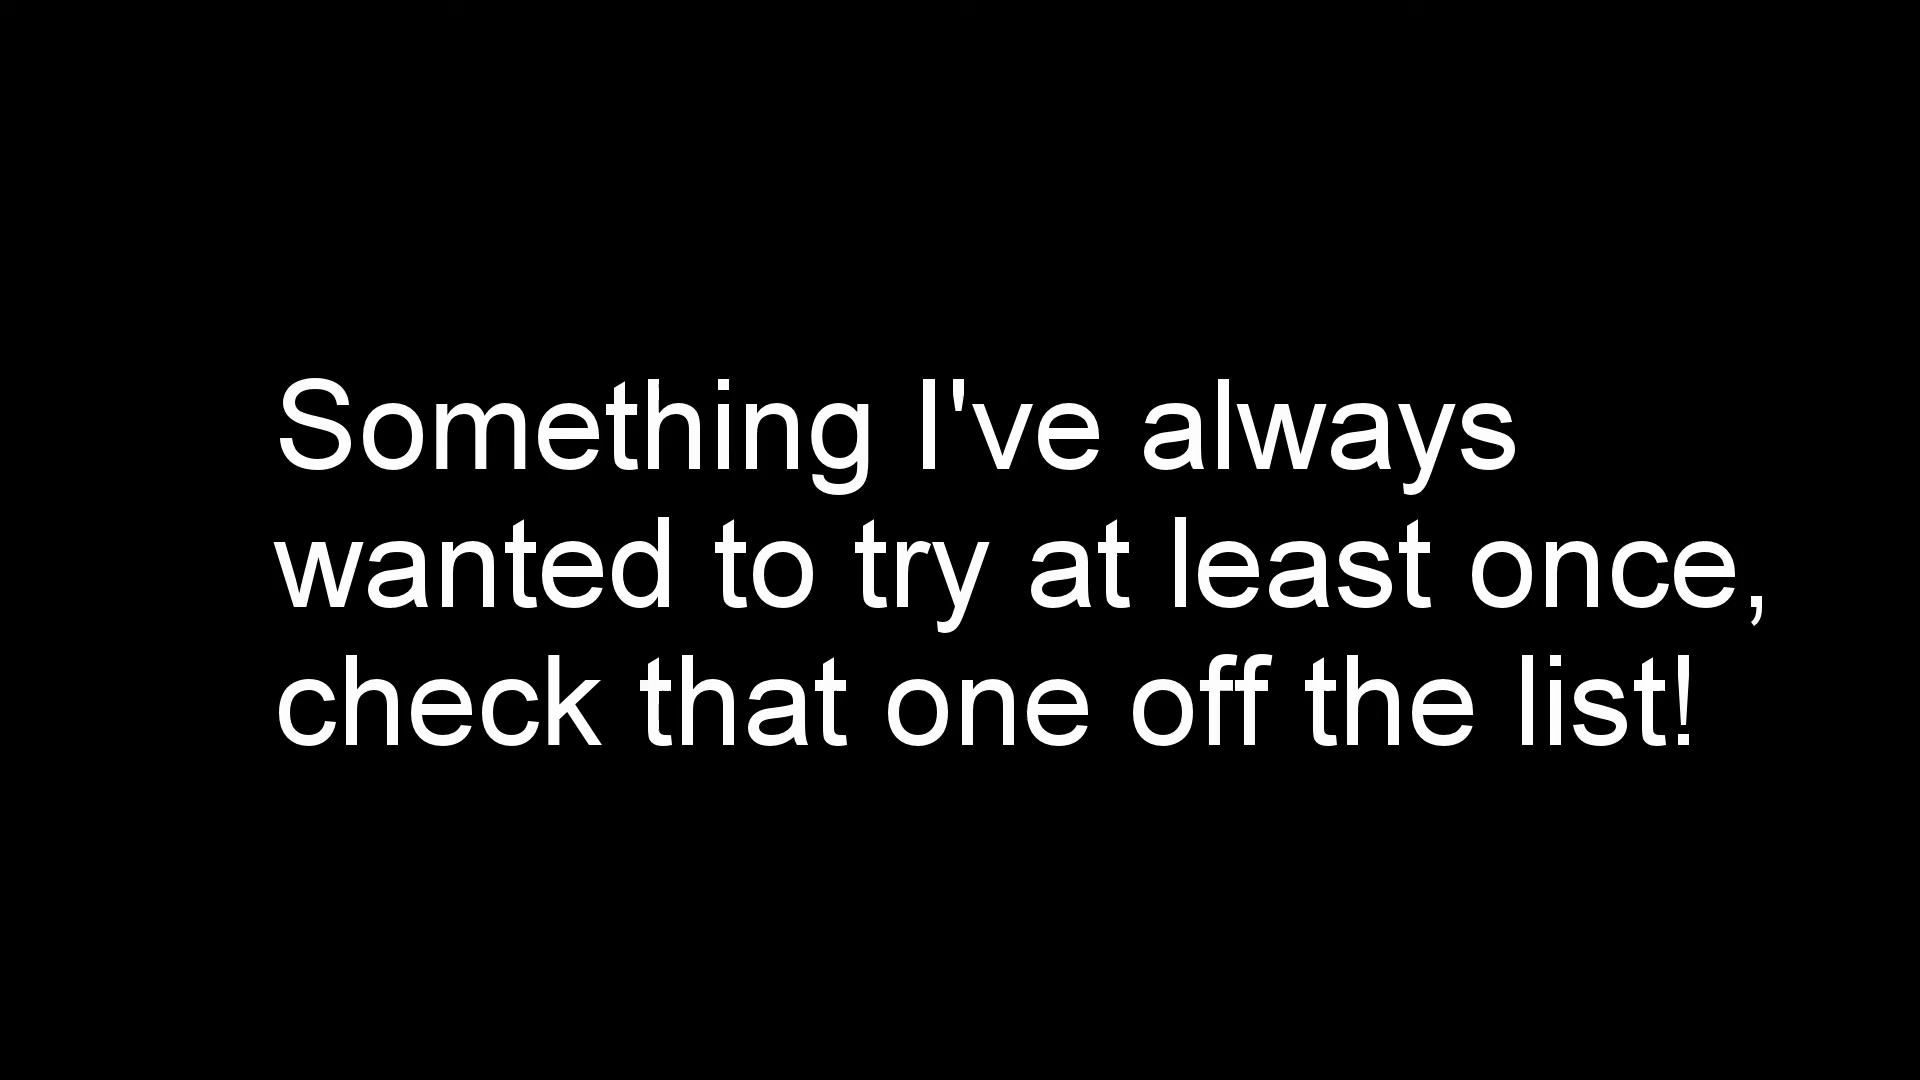 Something I've always
wanted to try at least once,
check that one off the list!